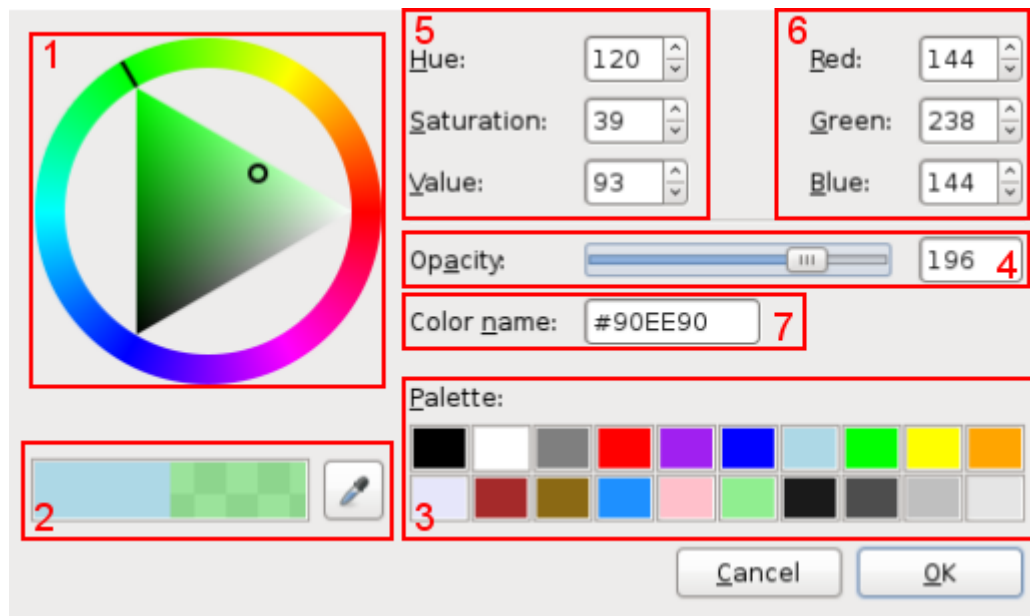 1
5
6
Hue: 120
Red: 144
Saturation: 39
Green: 238
Value: 93
Blue: 144
Opacity: 196 4
Color name: #90EE90 7
Palette:
2
3
Cancel
OK